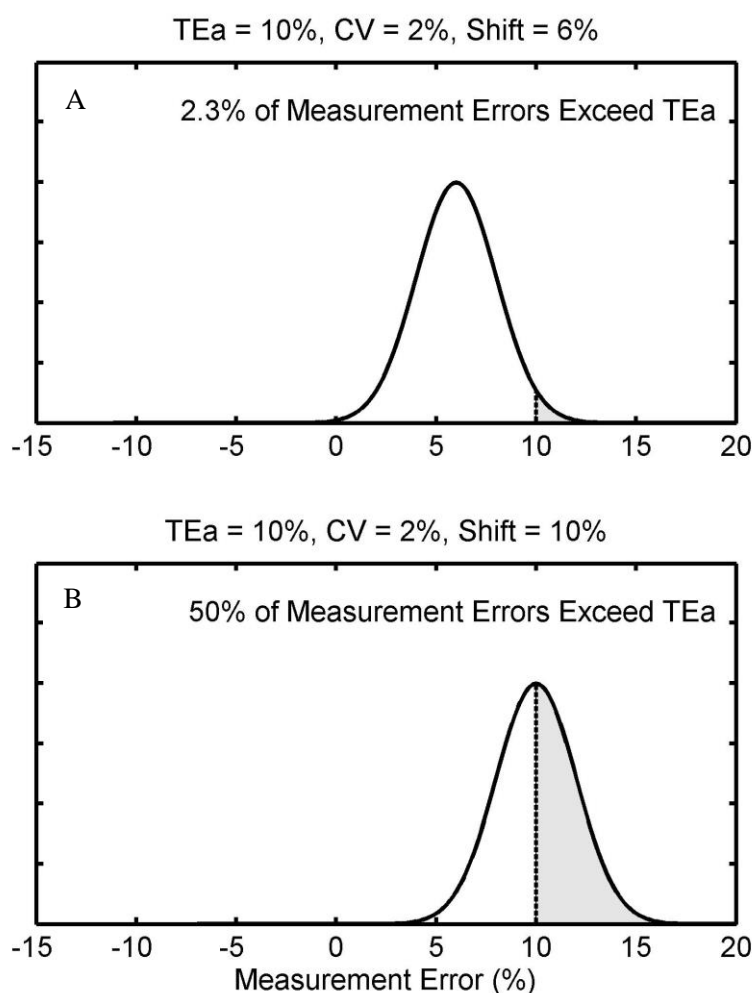 TEa = 10%, CV = 2%, Shift = 6%
A
2.3% of Measurement Errors Exceed TEa
-15 -10 -5 0 5 10 15 20
TEa = 10%, CV = 2%, Shift = 10%
B
50% of Measurement Errors Exceed TEa
-15 -10 -5 0 5 10 15 20
Measurement Error (%)